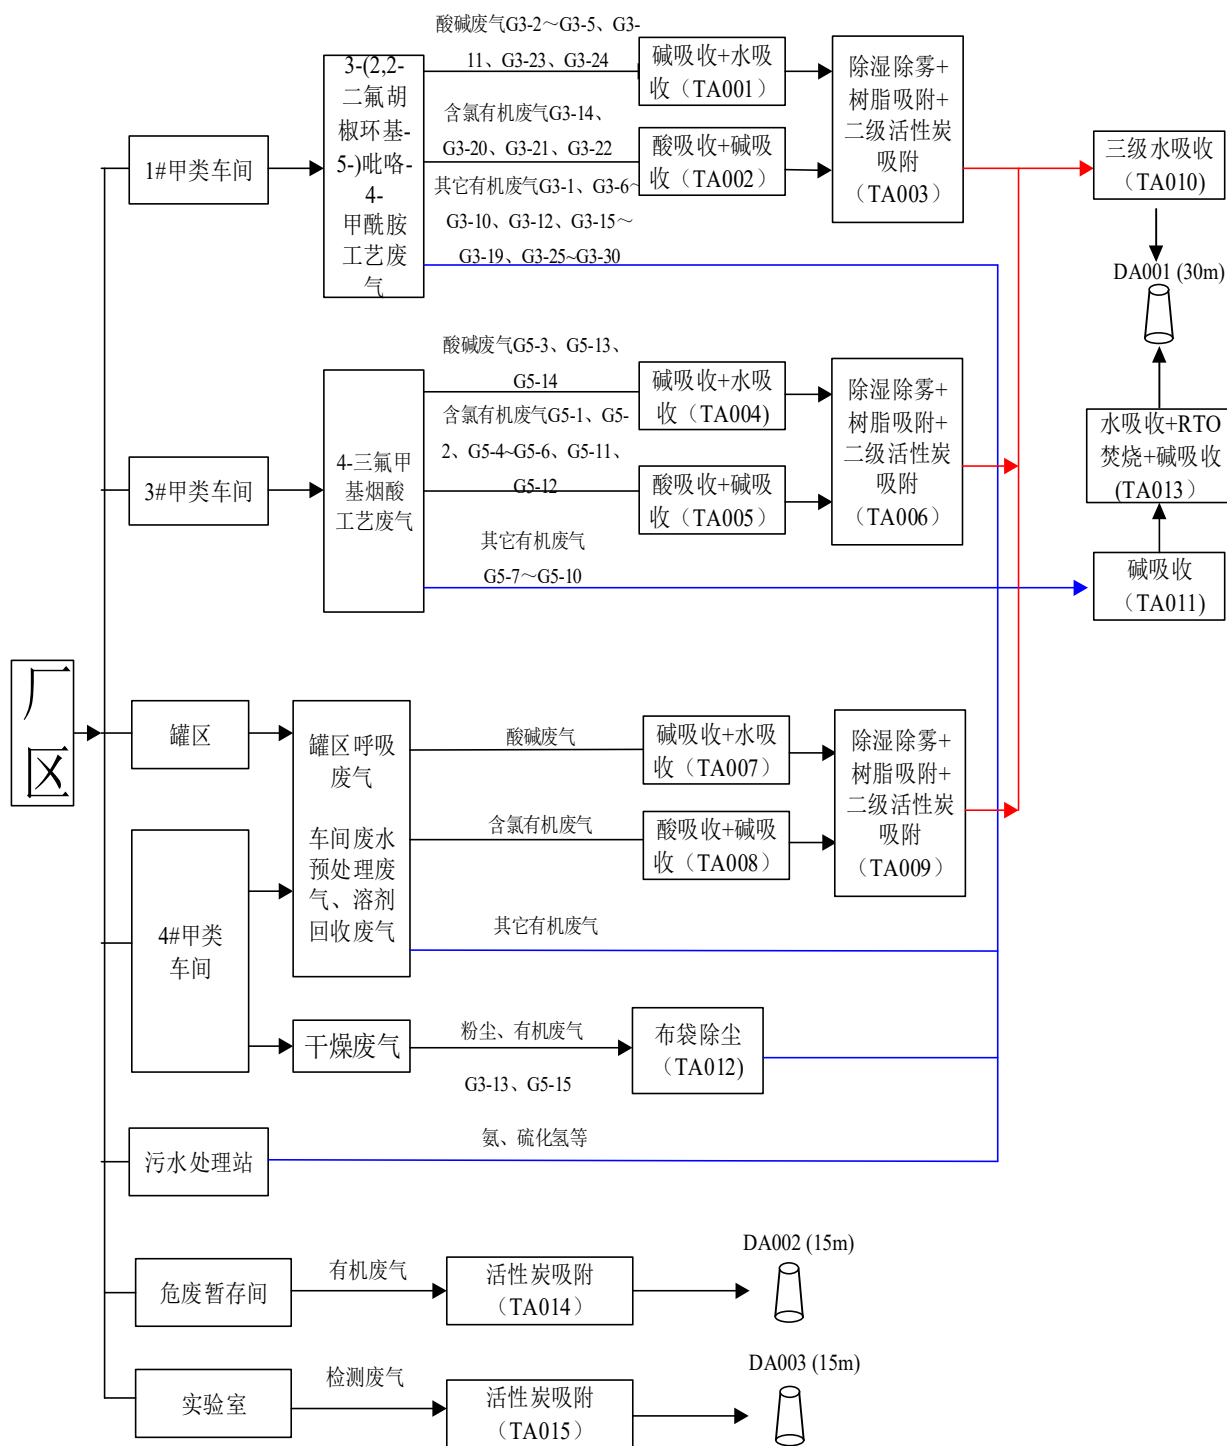 酸碱废气G3-2～G3-5、G3-
11、G3-23、G3-24
碱吸收+水吸
收（TA001）
除湿除雾+
树脂吸附+
二级活性炭
吸附
（TA003）
3-(2,2-
二氟胡
椒环基-
5-)吡咯-
4-
甲酰胺
工艺废
气
含氯有机废气G3-14、
G3-20、G3-21、G3-22
酸吸收+碱吸
收（TA002）
1#甲类车间
三级水吸收
（TA010)
其它有机废气G3-1、G3-6~
G3-10、G3-12、G3-15～
G3-19、G3-25~G3-30
DA001 (30m)
酸碱废气G5-3、G5-13、
G5-14
碱吸收+水吸
收（TA004)
除湿除雾+
树脂吸附+
二级活性炭
吸附
（TA006）
含氯有机废气G5-1、G5-
2、G5-4~G5-6、G5-11、
G5-12
酸吸收+碱吸
收（TA005）
水吸收+RTO
焚烧+碱吸收
(TA013）
3#甲类车间
4-三氟甲
基烟酸
工艺废气
其它有机废气
G5-7～G5-10
碱吸收
（TA011)
厂
区
罐区
罐区呼吸
废气
车间废水
预处理废
气、溶剂
回收废气
酸碱废气
碱吸收+水吸
收（TA007）
除湿除雾+
树脂吸附+
二级活性炭
吸附
（TA009）
含氯有机废气
酸吸收+碱吸
收（TA008）
4#甲类
车间
其它有机废气
干燥废气
粉尘、有机废气
G3-13、G5-15
布袋除尘
（TA012)
污水处理站
氨、硫化氢等
危废暂存间
有机废气
活性炭吸附
（TA014）
DA002 (15m)
实验室
检测废气
活性炭吸附
（TA015）
DA003 (15m)